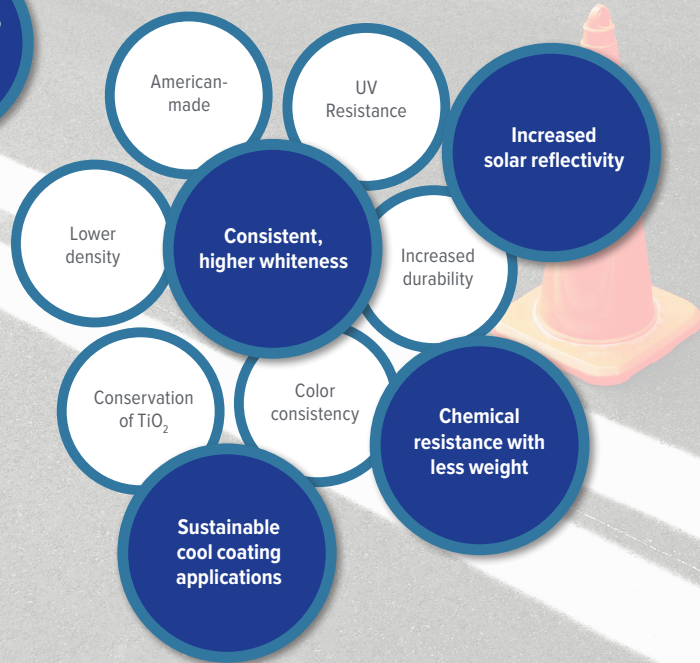 American-
made
UV
Resistance
Increased
solar reflectivity
Lower
density
Consistent,
higher whiteness
Increased
durability
Conservation
of TiO₂
Color
consistency
Chemical
resistance with
less weight
Sustainable
cool coating
applications